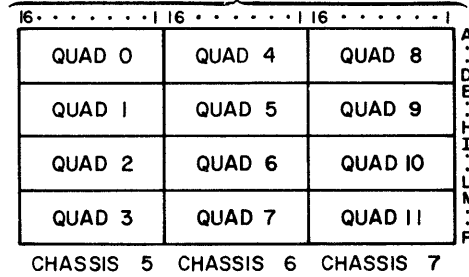 16 · · · · · · 1 16 · · · · · · 1 16 · · · · · · 1
QUAD 0 QUAD 4 QUAD 8
QUAD 1 QUAD 5 QUAD 9
QUAD 2 QUAD 6 QUAD 10
QUAD 3 QUAD 7 QUAD 11
A
D
E
H
I
L
M
CHASSIS 5 CHASSIS 6 CHASSIS 7